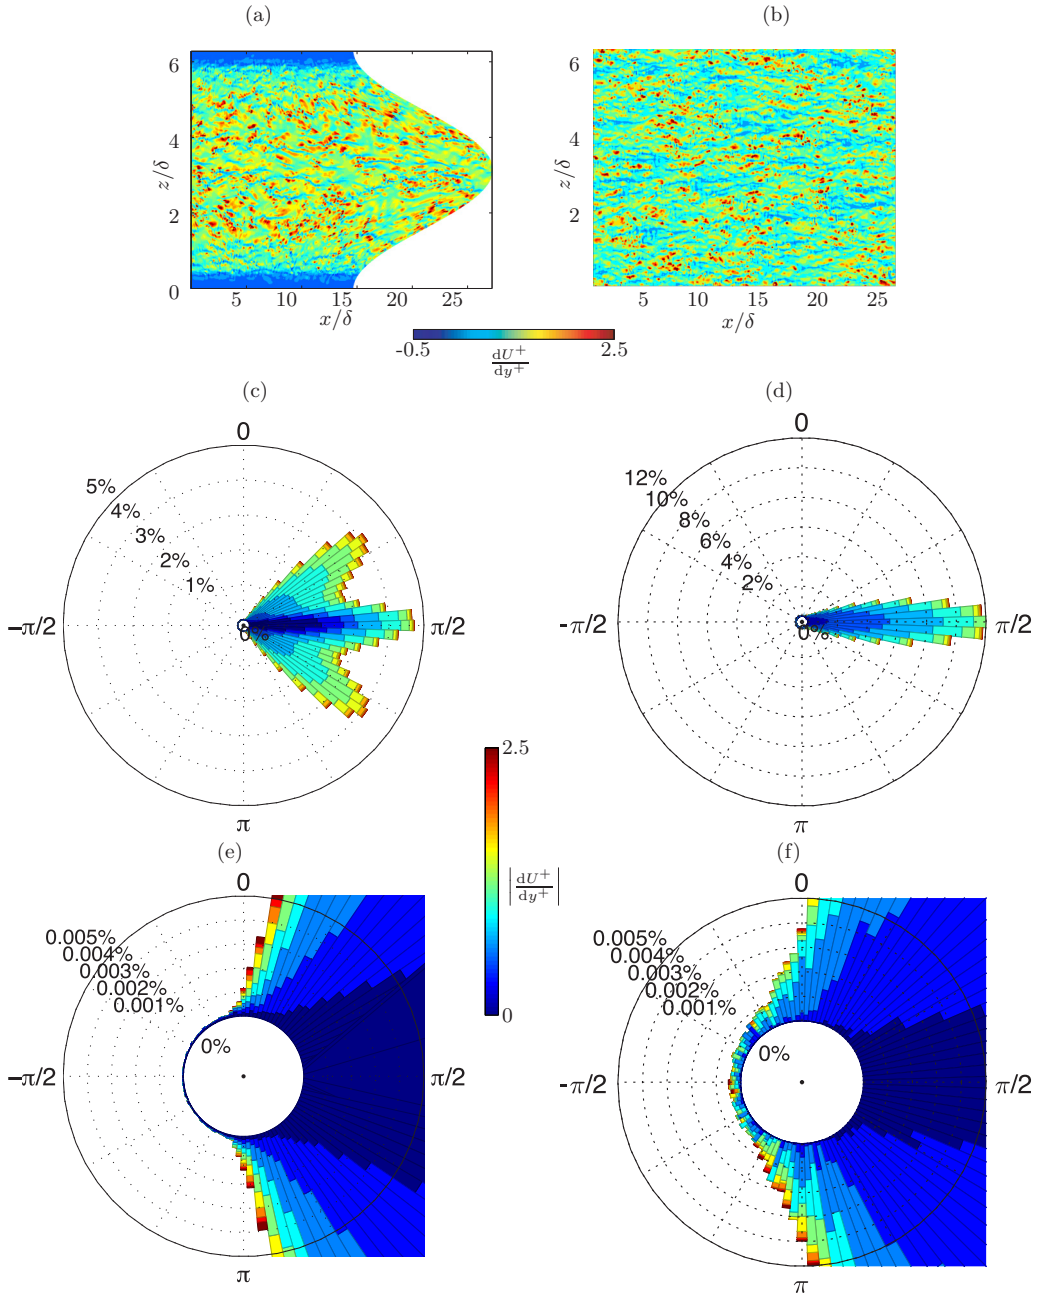 (a) (b)
6 6
4 4
z/δ z/δ
2 2
0
5 10 15 20 25 5 10 15 20 25
x/δ x/δ
-0.5 dU⁺/dy⁺ 2.5
(c) (d)
0 0
5% 4% 3% 2% 1% 0%
12% 10% 8% 6% 4% 2% 0%
−π/2 π/2 -π/2 π/2
π π
2.5
|dU⁺/dy⁺|
0
(e) (f)
0 0
0.005% 0.004% 0.003% 0.002% 0.001% 0%
0.005% 0.004% 0.003% 0.002% 0.001% 0%
−π/2 π/2 -π/2 π/2
π π